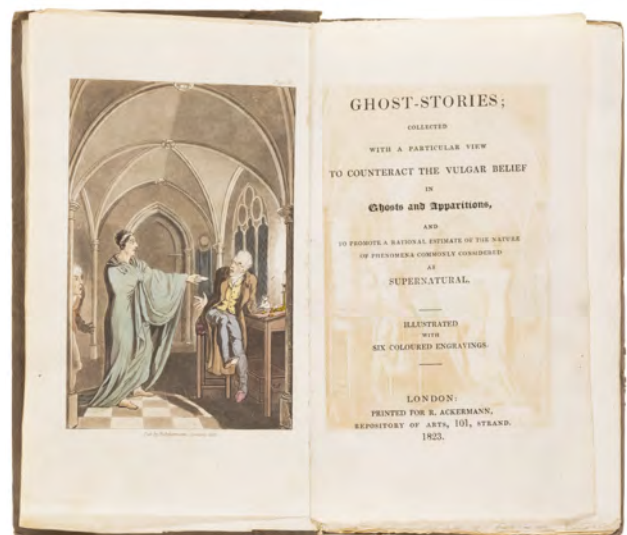 GHOST-STORIES;
COLLECTED
WITH A PARTICULAR VIEW
TO COUNTERACT THE VULGAR BELIEF
IN
Ghosts and Apparitions,
AND
TO PROMOTE A RATIONAL ESTIMATE OF THE NATURE
OF PHENOMENA COMMONLY CONSIDERED
AS
SUPERNATURAL.
ILLUSTRATED
WITH
SIX COLOURED ENGRAVINGS.
LONDON:
PRINTED FOR R. ACKERMANN,
REPOSITORY OF ARTS, 101, STRAND.
1823.